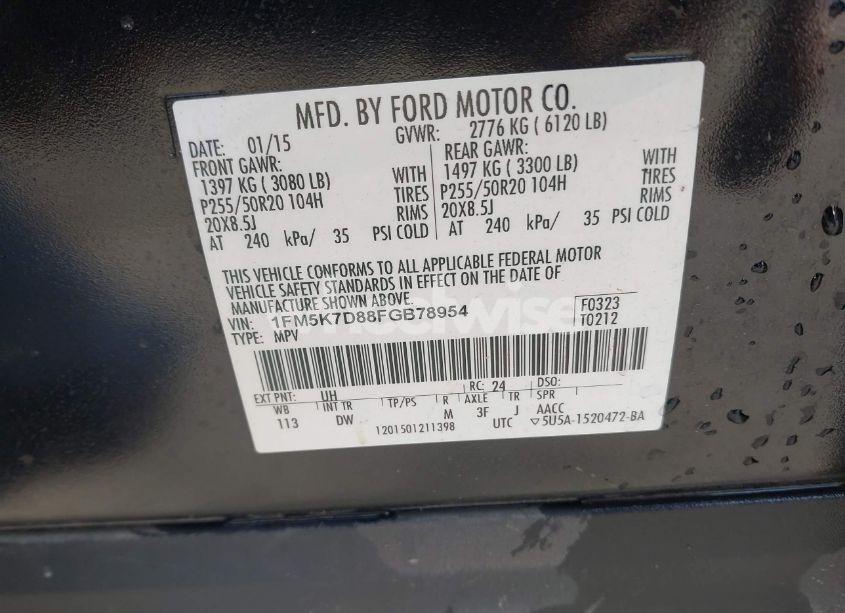 MFD. BY FORD MOTOR CO.
DATE: 01/15 GVWR: 2776 KG ( 6120 LB)
FRONT GAWR: REAR GAWR:
1397 KG ( 3080 LB) WITH 1497 KG ( 3300 LB) WITH
P255/50R20 104H TIRES P255/50R20 104H TIRES
20X8.5J RIMS 20X8.5J RIMS
AT 240 kPa/ 35 PSI COLD AT 240 kPa/ 35 PSI COLD
THIS VEHICLE CONFORMS TO ALL APPLICABLE FEDERAL MOTOR
VEHICLE SAFETY STANDARDS IN EFFECT ON THE DATE OF
MANUFACTURE SHOWN ABOVE.
VIN: 1FM5K7D88FGB78954 F0323
TYPE: MPV T0212
EXT PNT: UH RC: 24 DSO:
WB INT TR TP/PS R AXLE TR SPR
113 DW M 3F J AACC
1201501211398 UTC ▽5U5A-1520472-BA